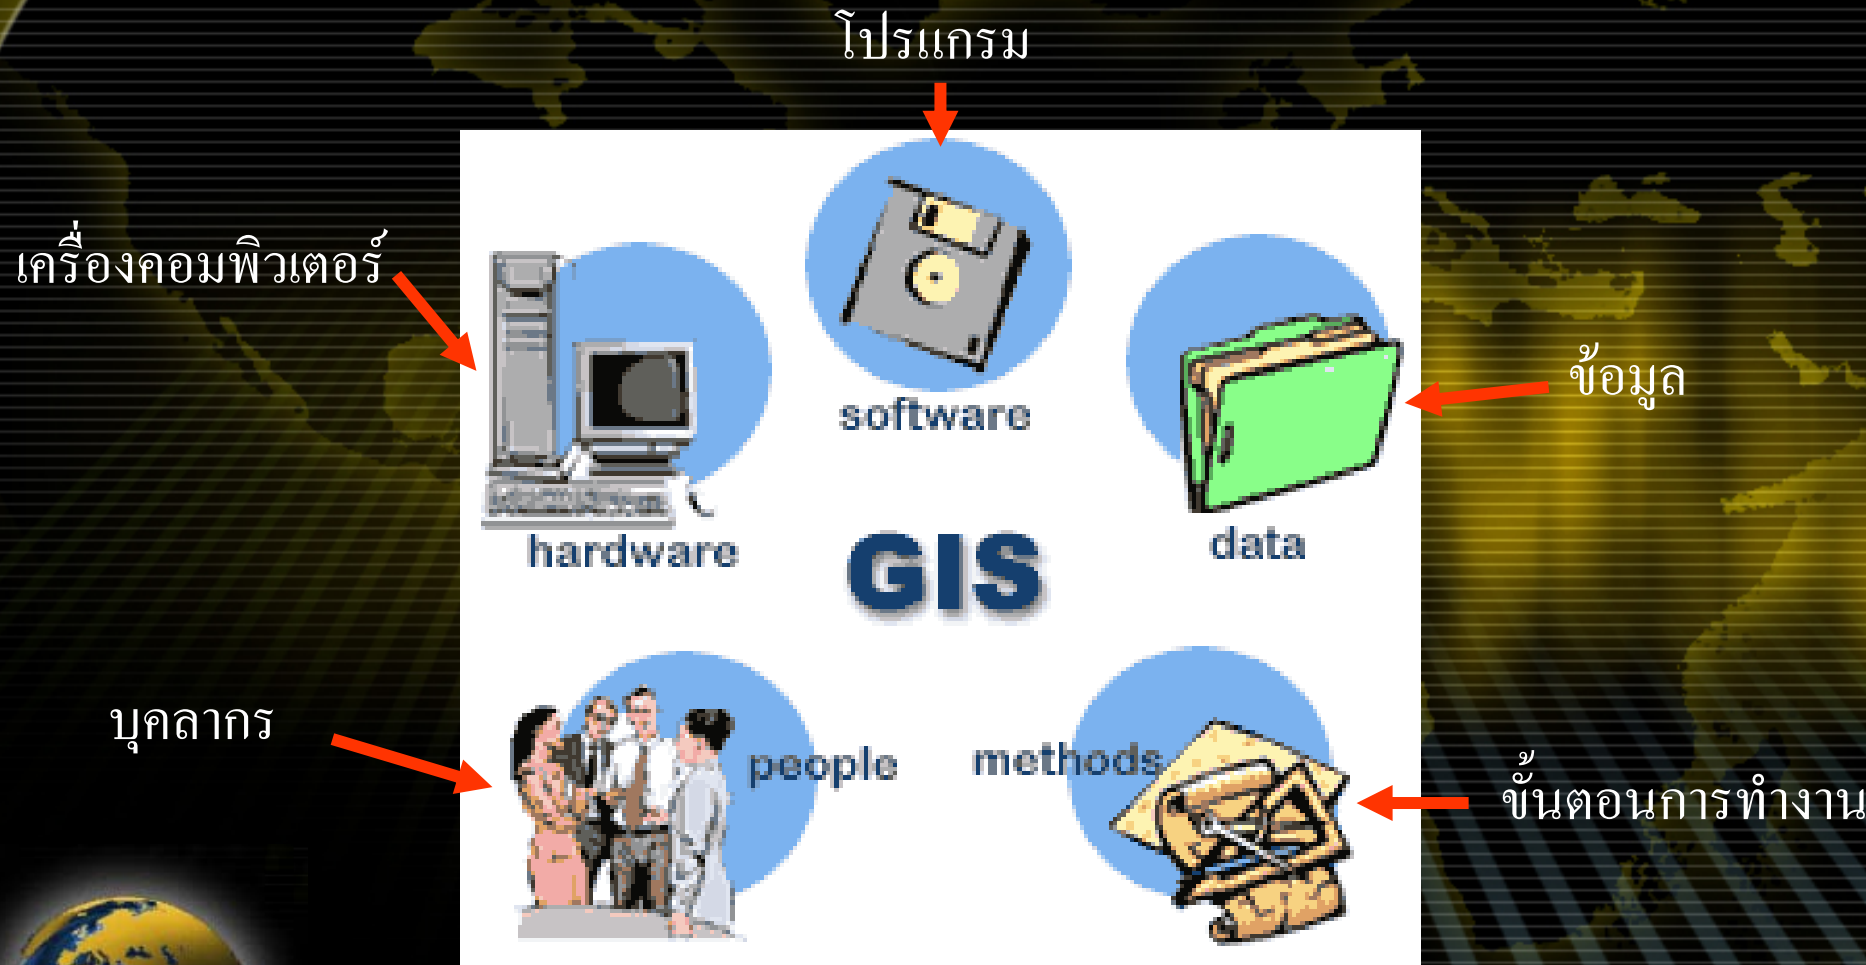 โปรแกรม
เครื่องคอมพิวเตอร์
ข้อมูล
software
hardware
data
GIS
บุคลากร
people
methods
ขั้นตอนการทำงาน